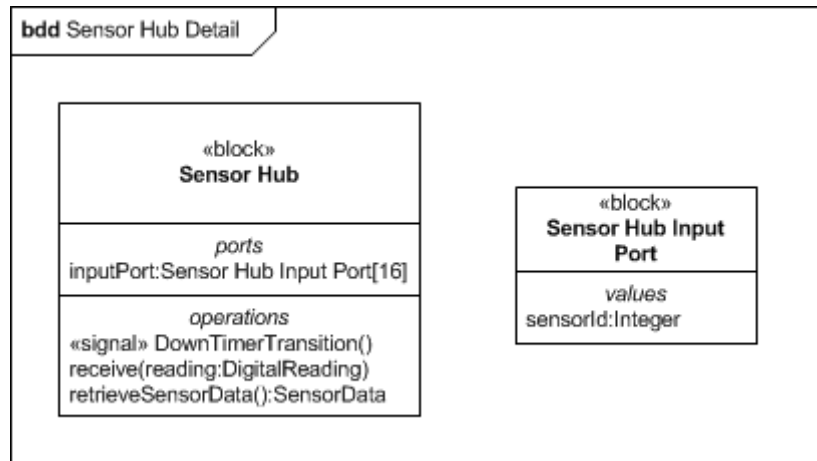 bdd Sensor Hub Detail
«block»
Sensor Hub
ports
inputPort:Sensor Hub Input Port[16]
operations
«signal» DownTimerTransition()
receive(reading:DigitalReading)
retrieveSensorData():SensorData
«block»
Sensor Hub Input
Port
values
sensorId:Integer